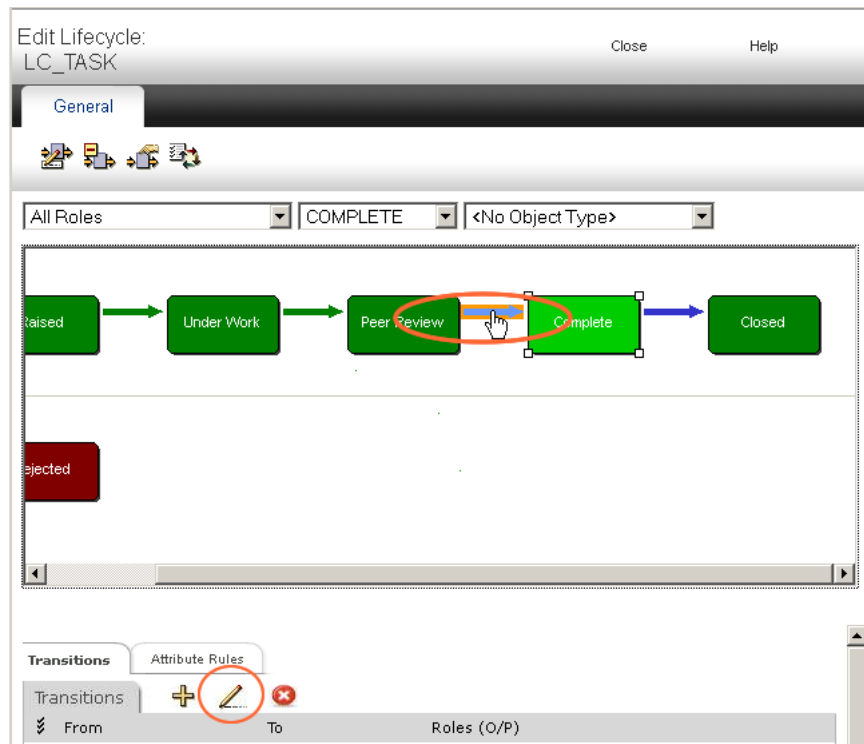 Edit Lifecycle:
LC_TASK
Close
Help
General
All Roles
COMPLETE
<No Object Type>
aised
Under Work
Peer Review
Complete
Closed
ejected
Transitions
Attribute Rules
Transitions
From
To
Roles (O/P)